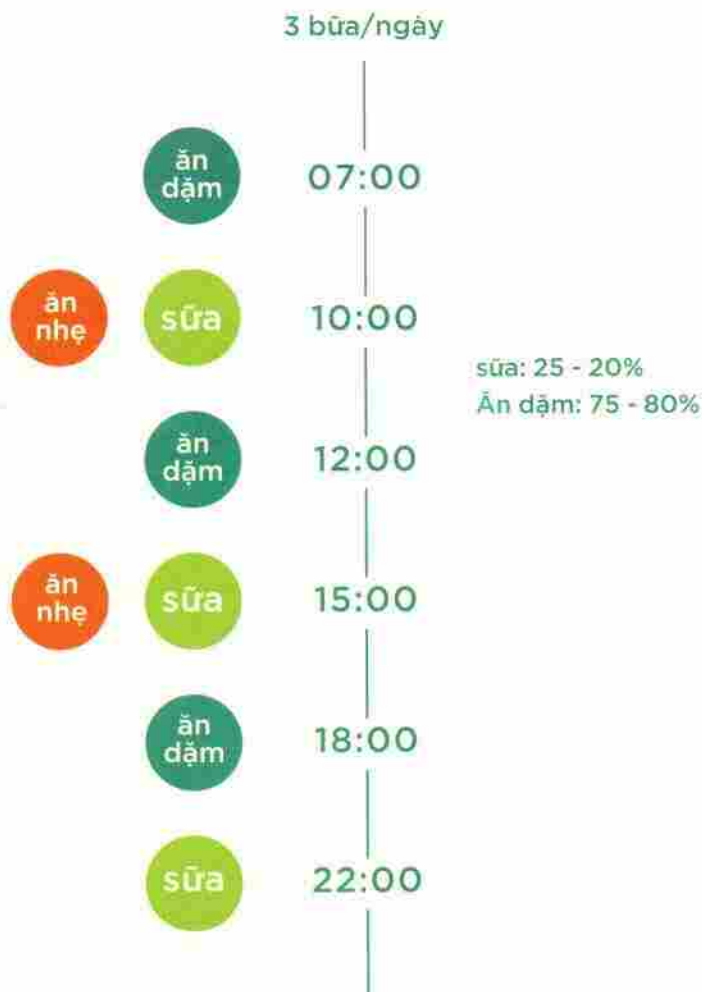 3 bữa/ngày
ăn
dặm
07:00
ăn
nhẹ
sữa
10:00
sữa: 25 - 20%
Ăn dặm: 75 - 80%
ăn
dặm
12:00
ăn
nhẹ
sữa
15:00
ăn
dặm
18:00
sữa
22:00